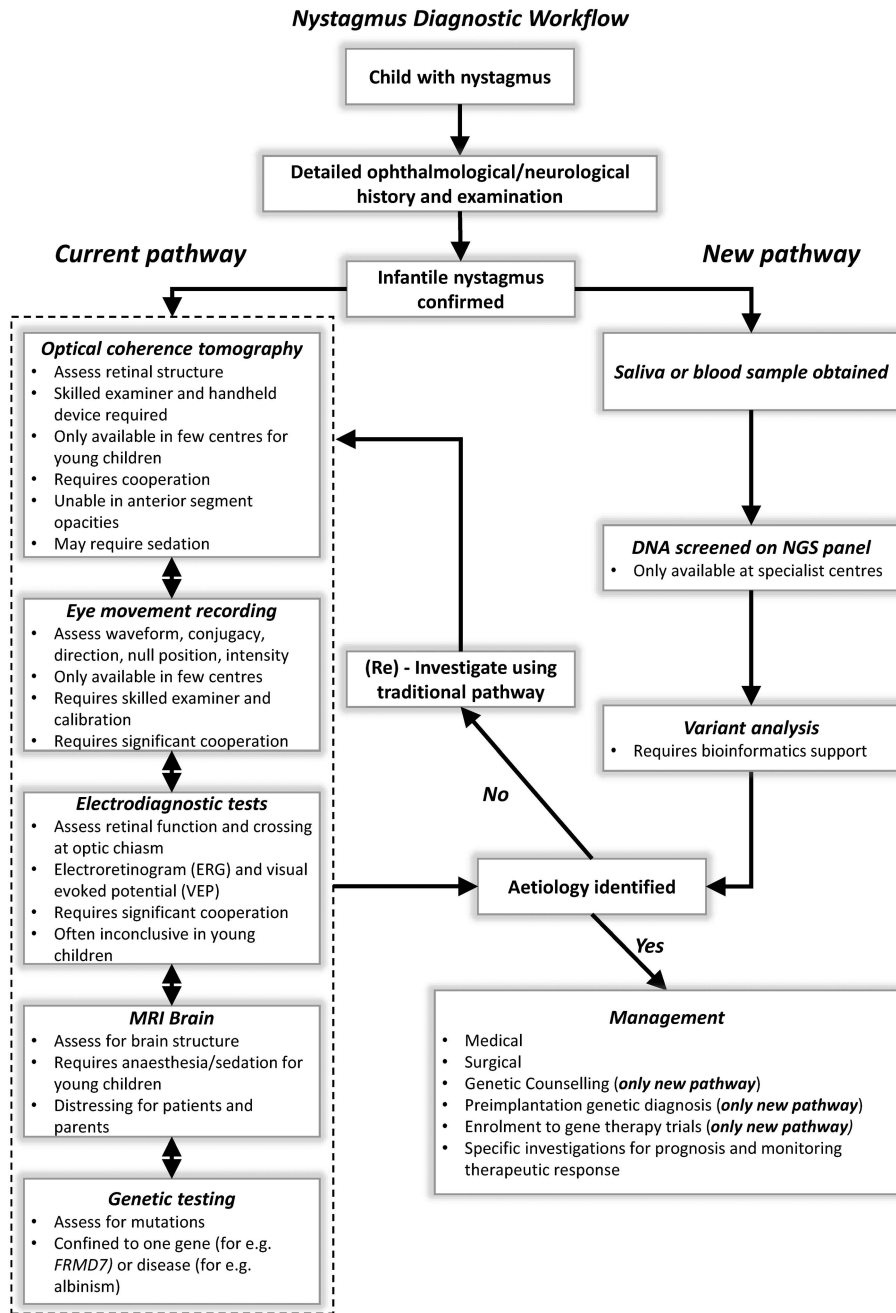 Nystagmus Diagnostic Workflow
Child with nystagmus
Detailed ophthalmological/neurological
history and examination
Current pathway
New pathway
Infantile nystagmus
confirmed
Optical coherence tomography
• Assess retinal structure
• Skilled examiner and handheld
device required
• Only available in few centres for
young children
• Requires cooperation
• Unable in anterior segment
opacities
• May require sedation
Eye movement recording
• Assess waveform, conjugacy,
direction, null position, intensity
• Only available in few centres
• Requires skilled examiner and
calibration
• Requires significant cooperation
Electrodiagnostic tests
• Assess retinal function and crossing
at optic chiasm
• Electroretinogram (ERG) and visual
evoked potential (VEP)
• Requires significant cooperation
• Often inconclusive in young
children
MRI Brain
• Assess for brain structure
• Requires anaesthesia/sedation for
young children
• Distressing for patients and
parents
Genetic testing
• Assess for mutations
• Confined to one gene (for e.g.
FRMD7) or disease (for e.g.
albinism)
(Re) - Investigate using
traditional pathway
No
Saliva or blood sample obtained
DNA screened on NGS panel
• Only available at specialist centres
Variant analysis
• Requires bioinformatics support
Aetiology identified
Yes
Management
• Medical
• Surgical
• Genetic Counselling (only new pathway)
• Preimplantation genetic diagnosis (only new pathway)
• Enrolment to gene therapy trials (only new pathway)
• Specific investigations for prognosis and monitoring
therapeutic response